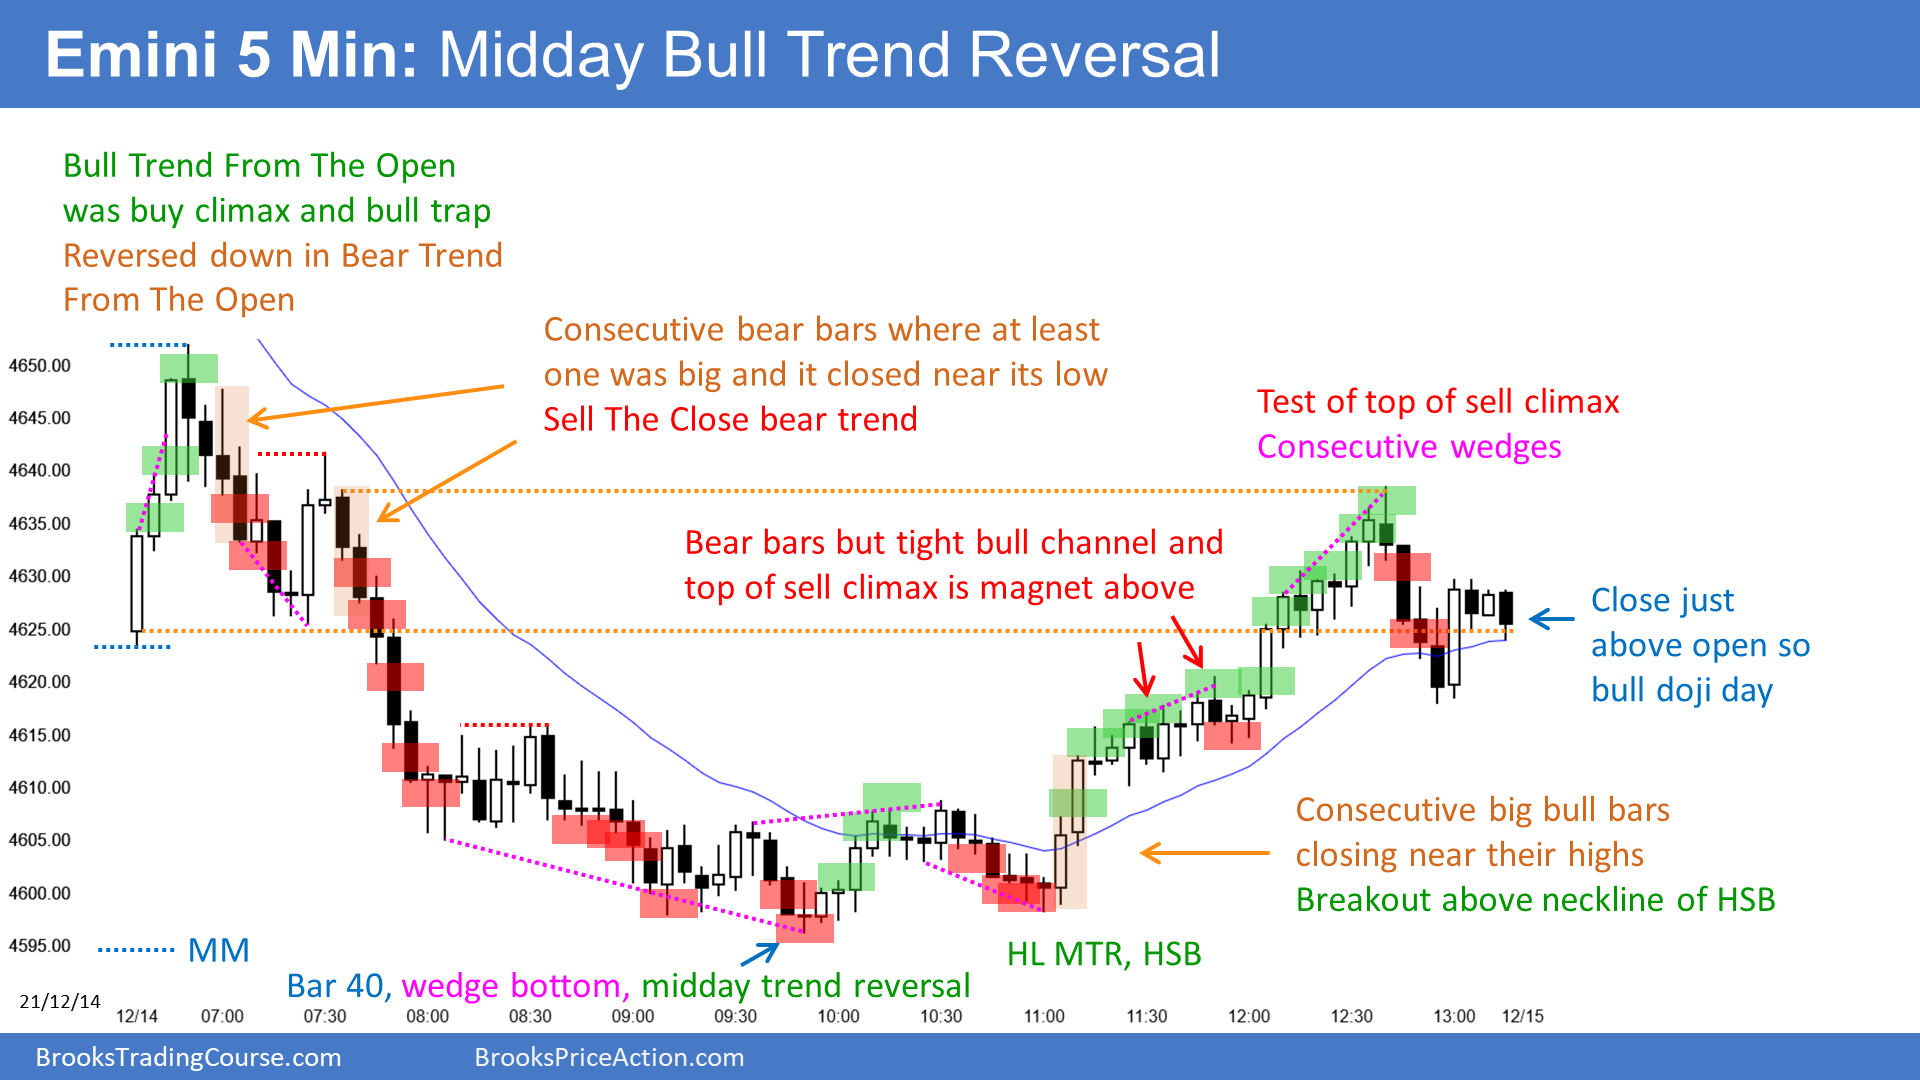 Emini 5 Min: Midday Bull Trend Reversal
Bull Trend From The Open
was buy climax and bull trap
Reversed down in Bear Trend
From The Open
Consecutive bear bars where at least
one was big and it closed near its low
Sell The Close bear trend
Test of top of sell climax
Consecutive wedges
Bear bars but tight bull channel and
top of sell climax is magnet above
Close just
above open so
bull doji day
Consecutive big bull bars
closing near their highs
Breakout above neckline of HSB
4650.00
4645.00
4640.00
4635.00
4630.00
4625.00
4620.00
4615.00
4610.00
4605.00
4600.00
4595.00
MM
HL MTR, HSB
Bar 40, wedge bottom, midday trend reversal
21/12/14
12/14 07:00 07:30 08:00 08:30 09:00 09:30 10:00 10:30 11:00 11:30 12:00 12:30 13:00 12/15
BrooksTradingCourse.com BrooksPriceAction.com